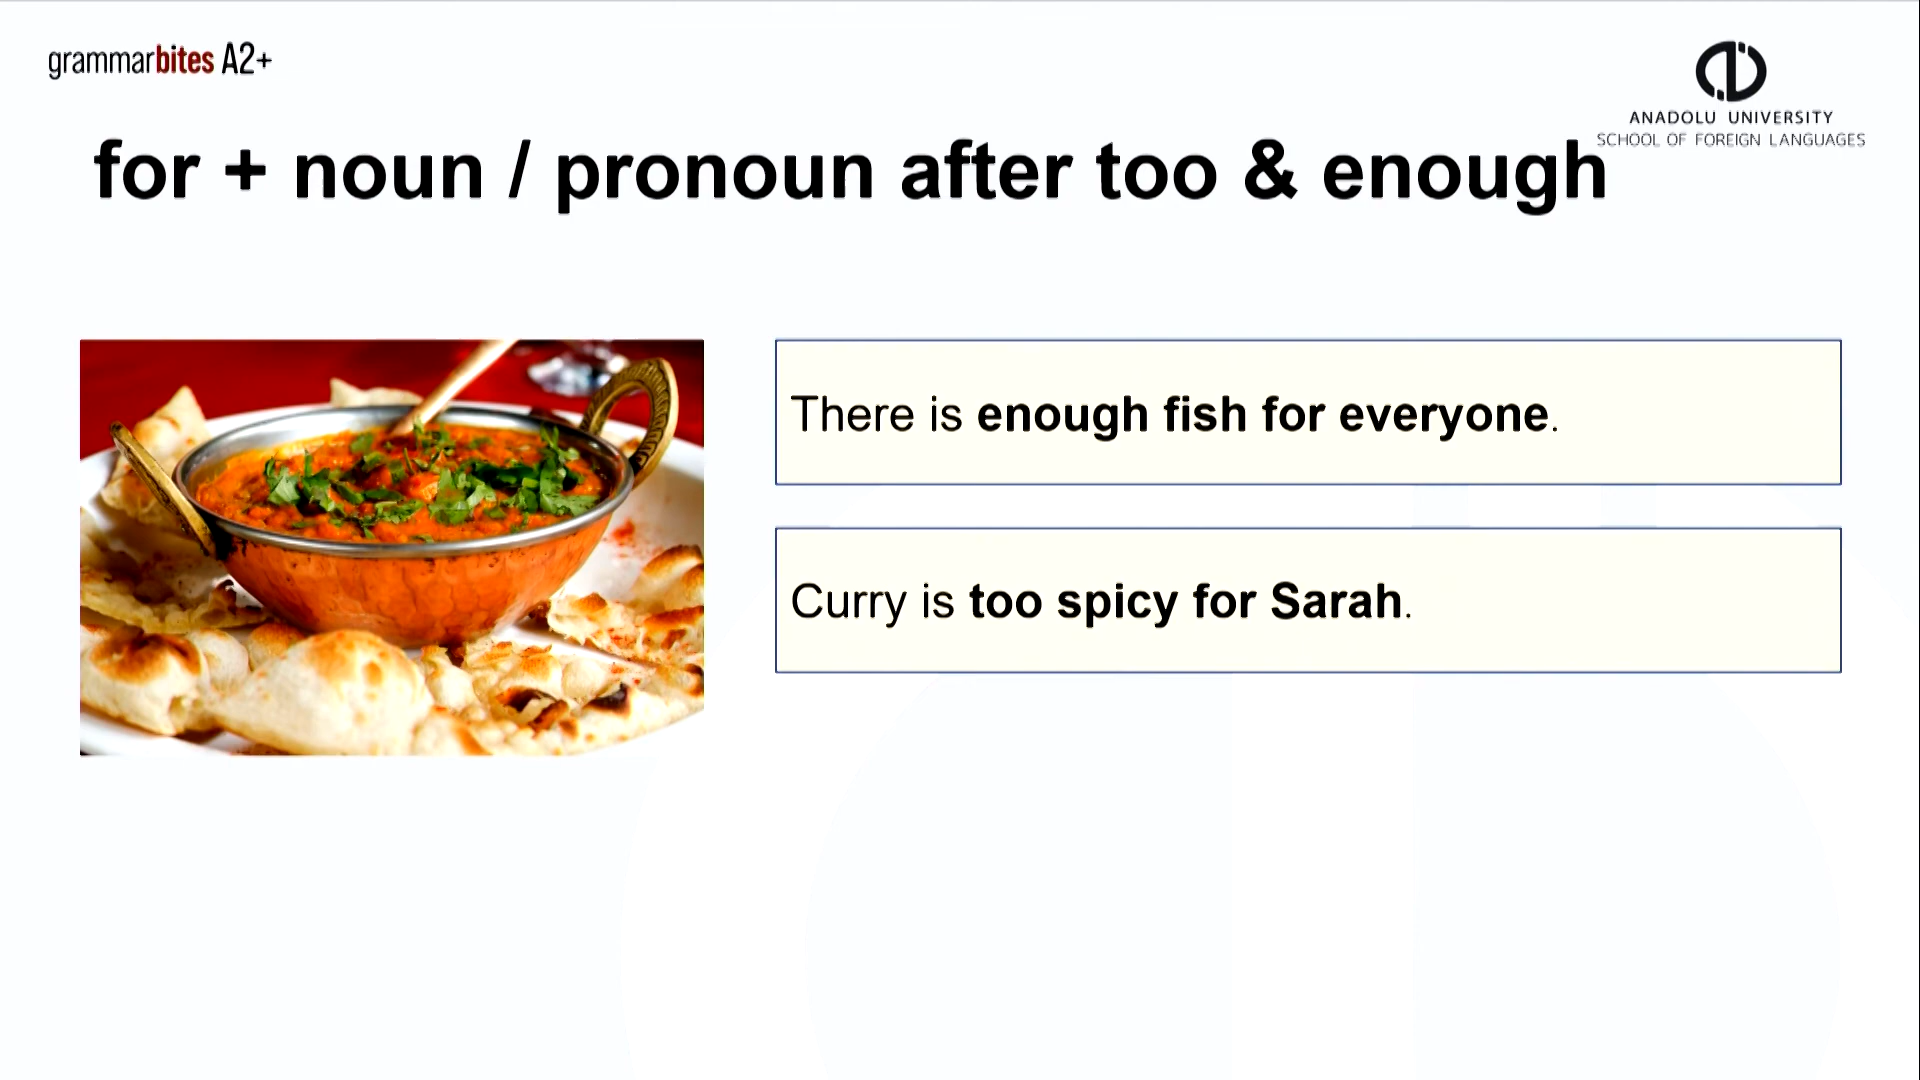 grammarbites A2+
ANADOLU UNIVERSITY
SCHOOL OF FOREIGN LANGUAGES
for + noun / pronoun after too & enough
There is enough fish for everyone.
Curry is too spicy for Sarah.